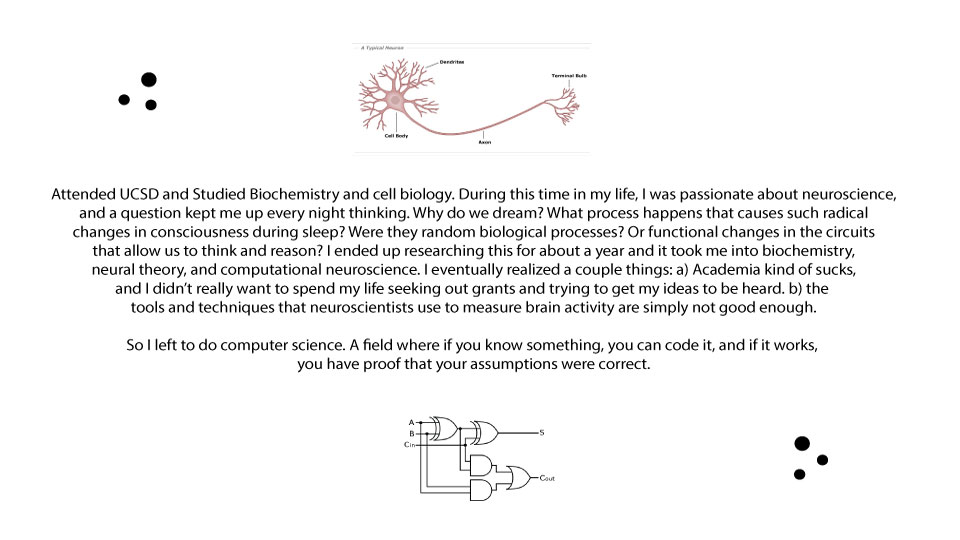 A Typical Neuron
Dendrites
Terminal Bulb
Cell Body
Axon
Attended UCSD and Studied Biochemistry and cell biology. During this time in my life, I was passionate about neuroscience,
and a question kept me up every night thinking. Why do we dream? What process happens that causes such radical
changes in consciousness during sleep? Were they random biological processes? Or functional changes in the circuits
that allow us to think and reason? I ended up researching this for about a year and it took me into biochemistry,
neural theory, and computational neuroscience. I eventually realized a couple things: a) Academia kind of sucks,
and I didn't really want to spend my life seeking out grants and trying to get my ideas to be heard. b) the
tools and techniques that neuroscientists use to measure brain activity are simply not good enough.
So I left to do computer science. A field where if you know something, you can code it, and if it works,
you have proof that your assumptions were correct.
A
B
Cin
S
Cout